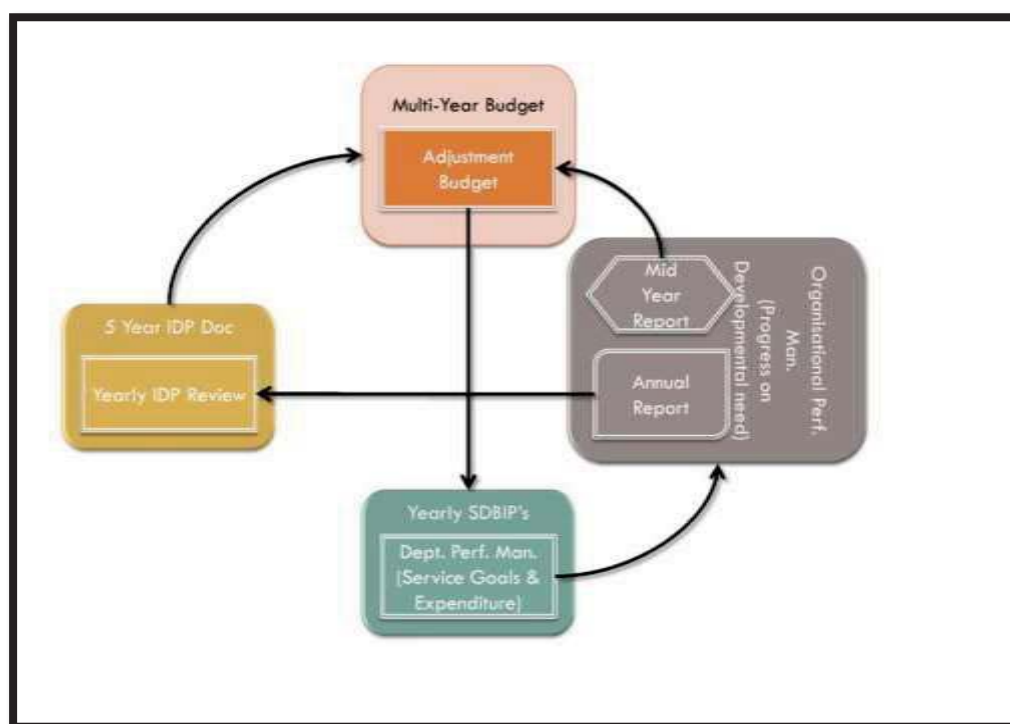 Multi-Year Budget
Adjustment
Budget
Mid
Year
Report
Annual
Report
Organisational Perf.
Man.
(Progress on
Developmental need)
5 Year IDP Doc
Yearly IDP Review
Yearly SDBIP's
Dept. Perf. Man.
(Service Goals &
Expenditure)